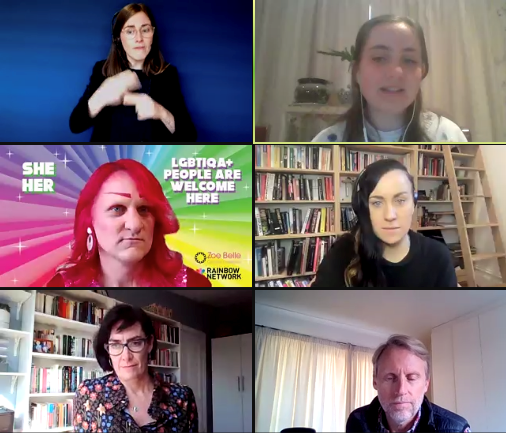 SHE
HER
LGBTIQA+
PEOPLE ARE
WELCOME
HERE
Zoe Belle
RAINBOW
NETWORK